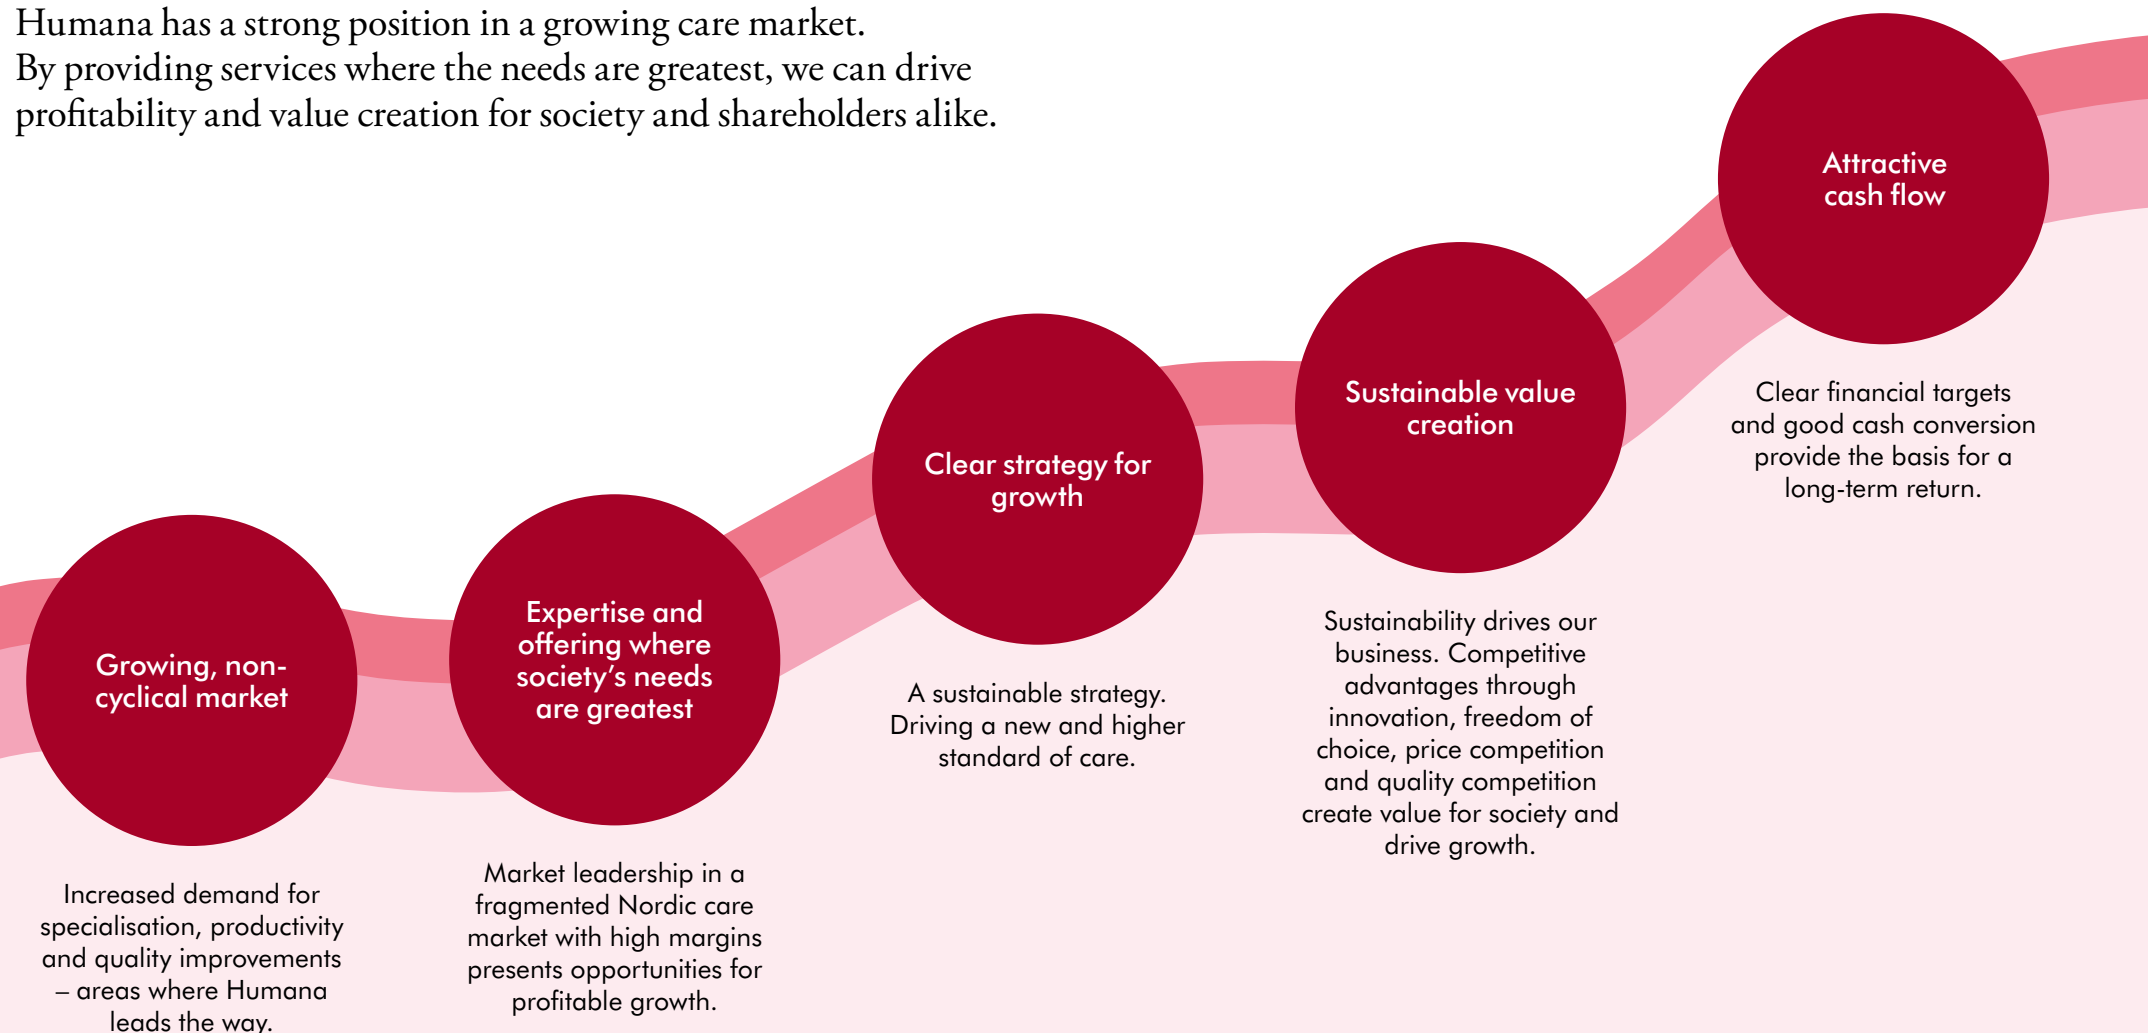 Humana has a strong position in a growing care market.
By providing services where the needs are greatest, we can drive
profitability and value creation for society and shareholders alike.
Growing, non-
cyclical market
Increased demand for
specialisation, productivity
and quality improvements
– areas where Humana
leads the way.
Expertise and
offering where
society’s needs
are greatest
Market leadership in a
fragmented Nordic care
market with high margins
presents opportunities for
profitable growth.
Clear strategy for
growth
A sustainable strategy.
Driving a new and higher
standard of care.
Sustainable value
creation
Sustainability drives our
business. Competitive
advantages through
innovation, freedom of
choice, price competition
and quality competition
create value for society and
drive growth.
Attractive
cash flow
Clear financial targets
and good cash conversion
provide the basis for a
long-term return.